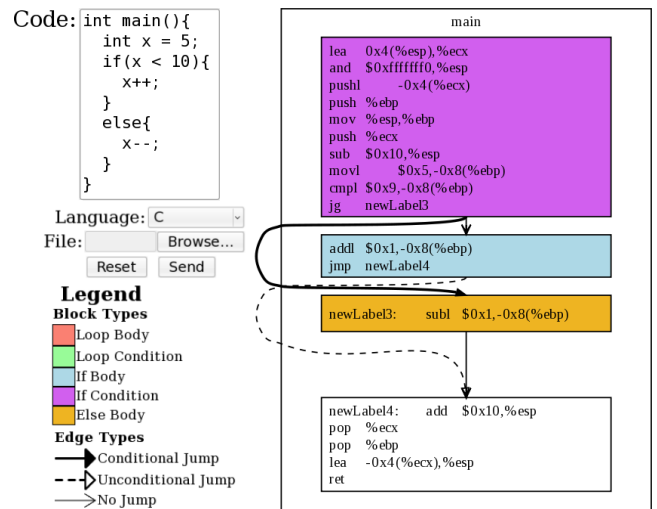 Code:
int main(){
int x = 5;
if(x < 10){
x++;
}
else{
x--;
}
}
Language: C
File: Browse...
Reset Send
Legend
Block Types
Loop Body
Loop Condition
If Body
If Condition
Else Body
Edge Types
Conditional Jump
Unconditional Jump
No Jump
main
lea 0x4(%esp),%ecx
and $0xfffffff0,%esp
pushl -0x4(%ecx)
push %ebp
mov %esp,%ebp
push %ecx
sub $0x10,%esp
movl $0x5,-0x8(%ebp)
cmpl $0x9,-0x8(%ebp)
jg newLabel3
addl $0x1,-0x8(%ebp)
jmp newLabel4
newLabel3: subl $0x1,-0x8(%ebp)
newLabel4: add $0x10,%esp
pop %ecx
pop %ebp
lea -0x4(%ecx),%esp
ret